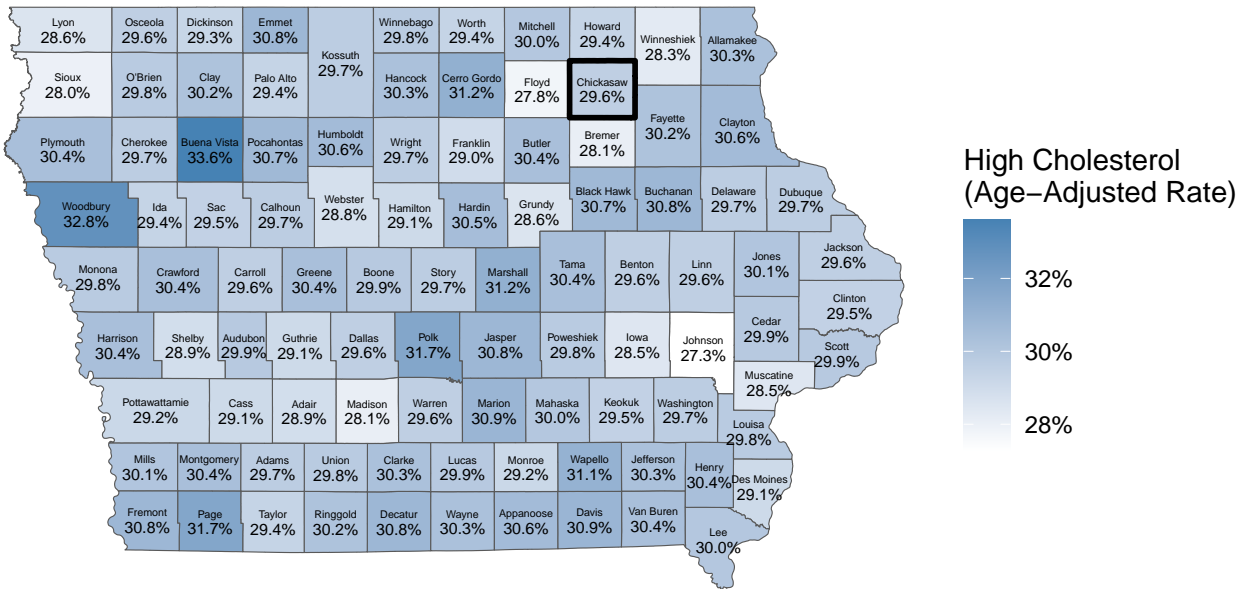 Lyon
28.6%
Osceola
29.6%
Dickinson
29.3%
Emmet
30.8%
Kossuth
29.7%
Winnebago
29.8%
Worth
29.4%
Mitchell
30.0%
Howard
29.4%
Winneshiek
28.3%
Allamakee
30.3%
Sioux
28.0%
O'Brien
29.8%
Clay
30.2%
Palo Alto
29.4%
Hancock
30.3%
Cerro Gordo
31.2%
Floyd
27.8%
Chickasaw
29.6%
Fayette
30.2%
Clayton
30.6%
Plymouth
30.4%
Cherokee
29.7%
Buena Vista
33.6%
Pocahontas
30.7%
Humboldt
30.6%
Wright
29.7%
Franklin
29.0%
Butler
30.4%
Bremer
28.1%
Woodbury
32.8%
Ida
29.4%
Sac
29.5%
Calhoun
29.7%
Webster
28.8%
Hamilton
29.1%
Hardin
30.5%
Grundy
28.6%
Black Hawk
30.7%
Buchanan
30.8%
Delaware
29.7%
Dubuque
29.7%
Monona
29.8%
Crawford
30.4%
Carroll
29.6%
Greene
30.4%
Boone
29.9%
Story
29.7%
Marshall
31.2%
Tama
30.4%
Benton
29.6%
Linn
29.6%
Jones
30.1%
Jackson
29.6%
Clinton
29.5%
Harrison
30.4%
Shelby
28.9%
Audubon
29.9%
Guthrie
29.1%
Dallas
29.6%
Polk
31.7%
Jasper
30.8%
Poweshiek
29.8%
Iowa
28.5%
Johnson
27.3%
Cedar
29.9%
Scott
29.9%
Muscatine
28.5%
Pottawattamie
29.2%
Cass
29.1%
Adair
28.9%
Madison
28.1%
Warren
29.6%
Marion
30.9%
Mahaska
30.0%
Keokuk
29.5%
Washington
29.7%
Louisa
29.8%
Mills
30.1%
Montgomery
30.4%
Adams
29.7%
Union
29.8%
Clarke
30.3%
Lucas
29.9%
Monroe
29.2%
Wapello
31.1%
Jefferson
30.3%
Henry
30.4%
Des Moines
29.1%
Fremont
30.8%
Page
31.7%
Taylor
29.4%
Ringgold
30.2%
Decatur
30.8%
Wayne
30.3%
Appanoose
30.6%
Davis
30.9%
Van Buren
30.4%
Lee
30.0%
High Cholesterol
(Age−Adjusted Rate)
32%
30%
28%